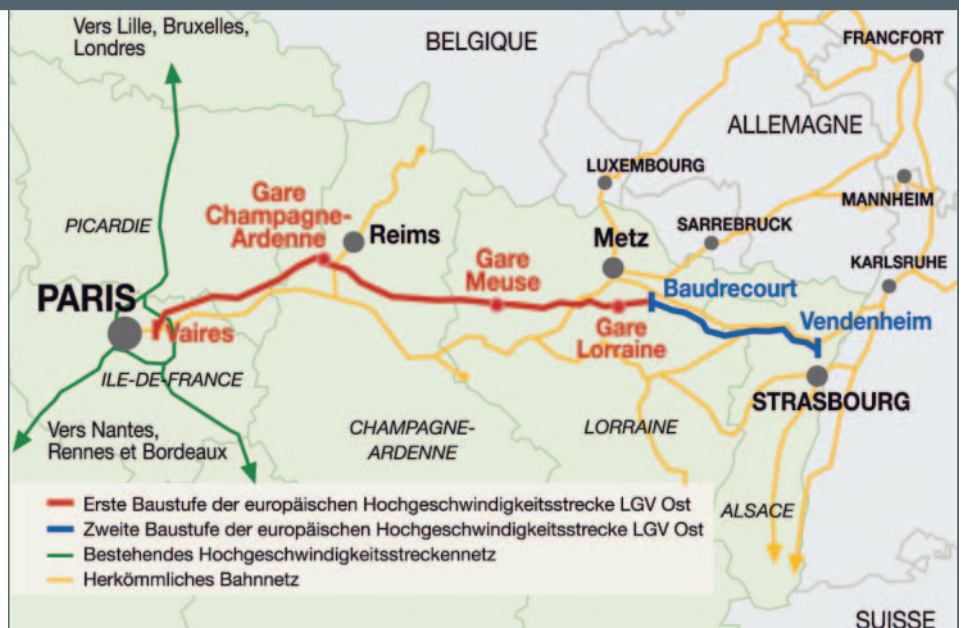 Vers Lille, Bruxelles,
Londres
BELGIQUE
FRANCFORT
ALLEMAGNE
LUXEMBOURG
MANNHEIM
Gare
Champagne-
Ardenne
PICARDIE
Reims
Metz
SARREBRUCK
KARLSRUHE
Gare
Meuse
Baudrecourt
PARIS
Vaires
Gare
Lorraine
Vendenheim
ILE-DE-FRANCE
STRASBOURG
Vers Nantes,
Rennes et Bordeaux
CHAMPAGNE-
ARDENNE
LORRAINE
ALSACE
Erste Baustufe der europäischen Hochgeschwindigkeitsstrecke LGV Ost
Zweite Baustufe der europäischen Hochgeschwindigkeitsstrecke LGV Ost
Bestehendes Hochgeschwindigkeitsstreckennetz
Herkömmliches Bahnnetz
SUISSE